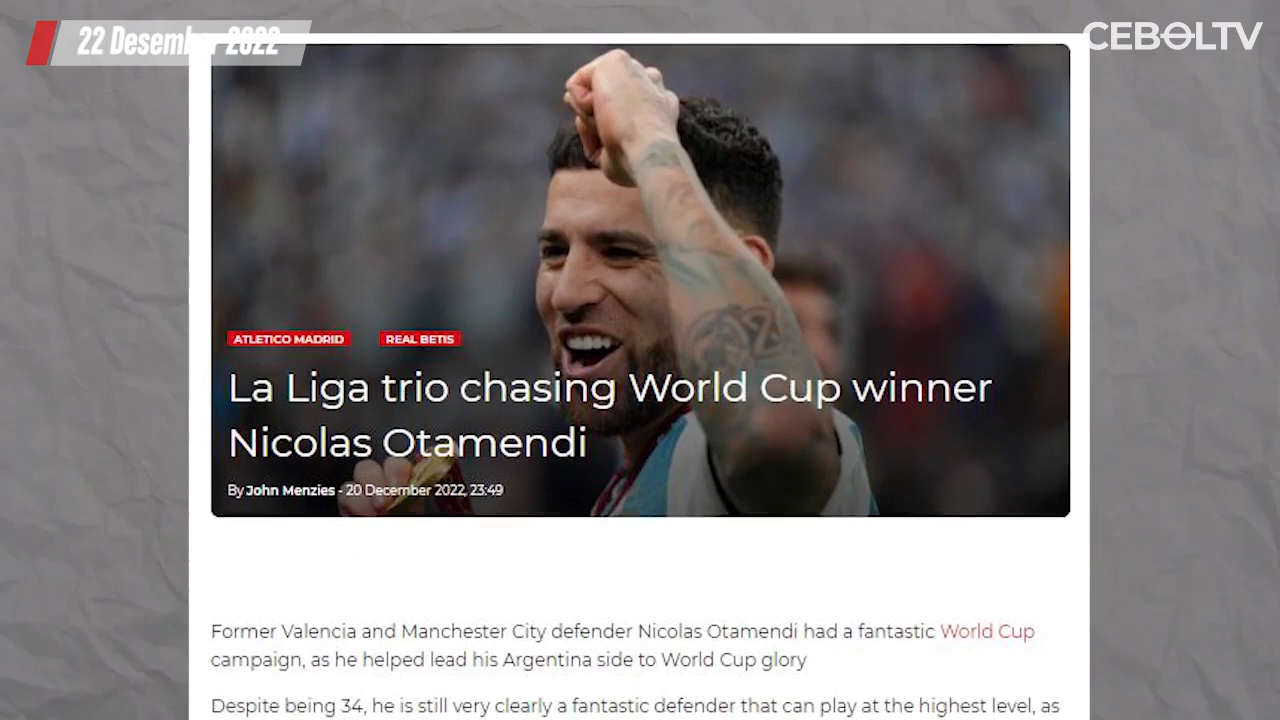 22 Desember 2022
CEBOLTV
ATLETICO MADRID
REAL BETIS
La Liga trio chasing World Cup winner
Nicolas Otamendi
By John Menzies - 20 December 2022, 23:49
Former Valencia and Manchester City defender Nicolas Otamendi had a fantastic World Cup
campaign, as he helped lead his Argentina side to World Cup glory
Despite being 34, he is still very clearly a fantastic defender that can play at the highest level, as